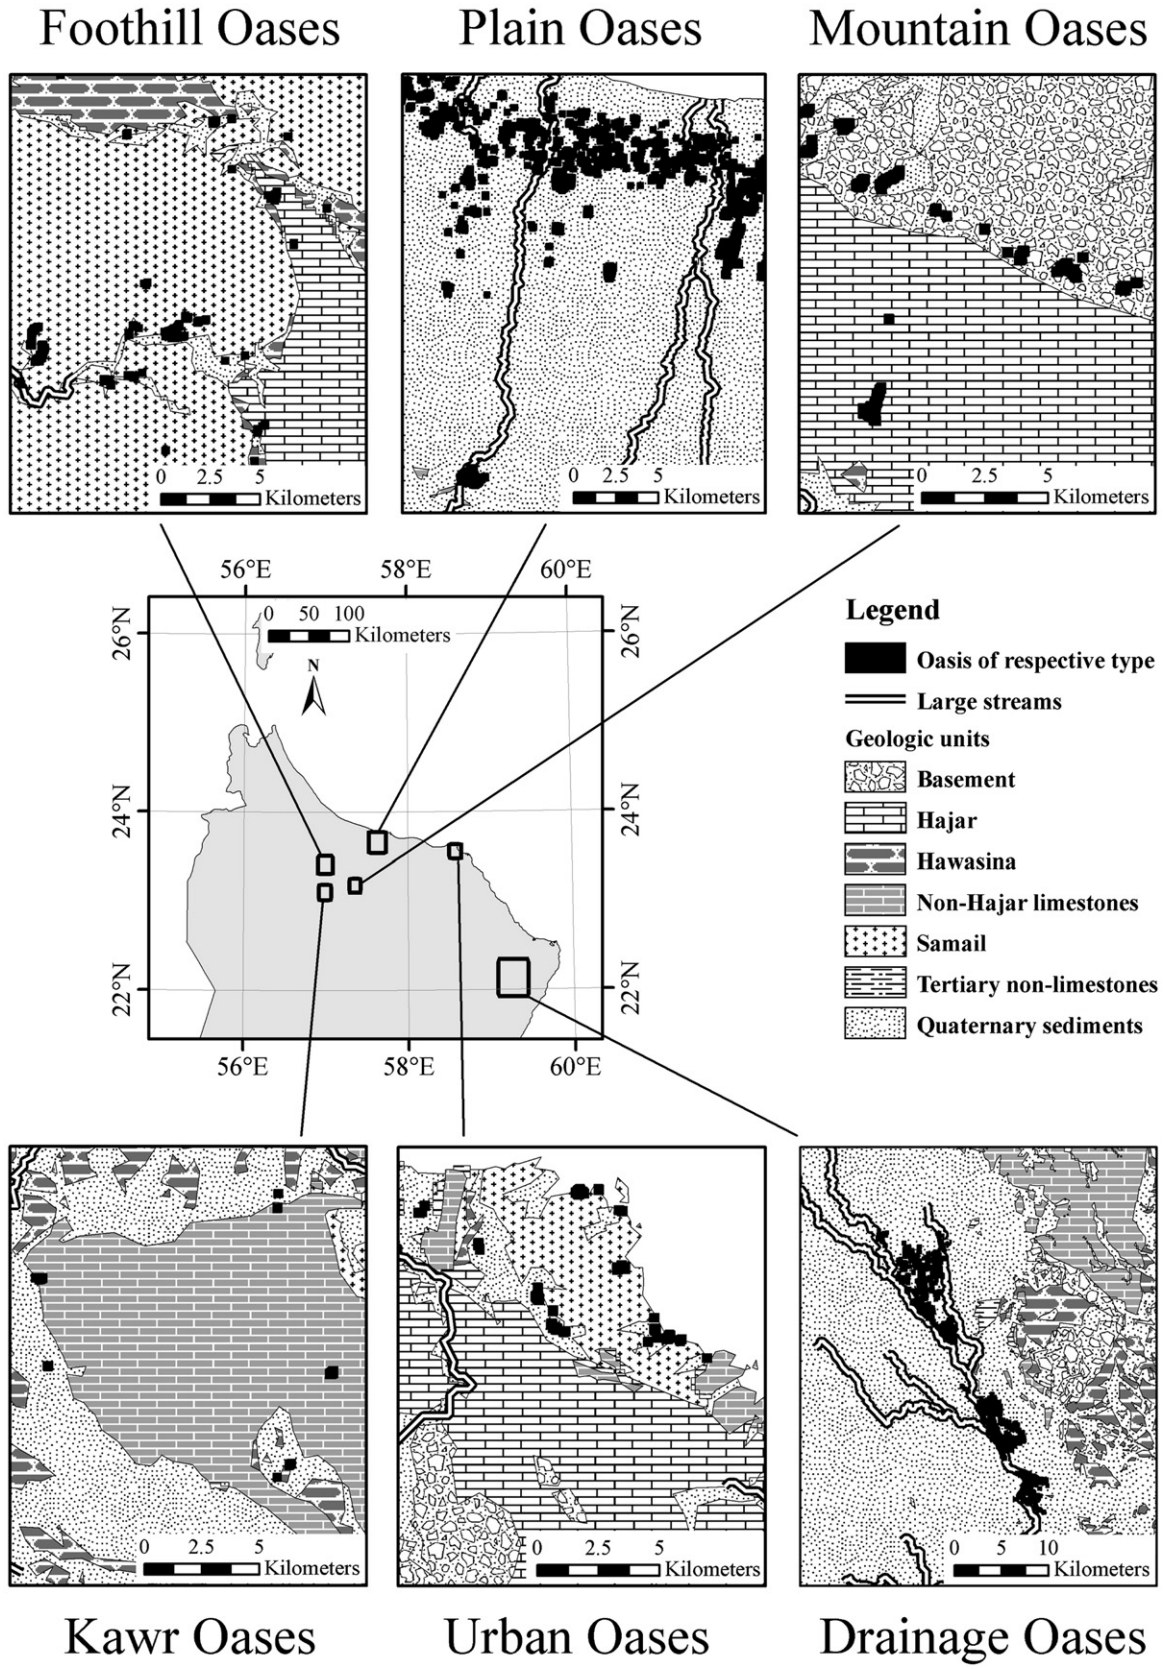 Foothill Oases
Plain Oases
Mountain Oases
0 2.5 5
Kilometers
0 2.5 5
Kilometers
0 2.5 5
Kilometers
56°E 58°E 60°E
0 50 100
Kilometers
N
26°N
26°N
24°N
24°N
22°N
22°N
56°E 58°E 60°E
Legend
Oasis of respective type
Large streams
Geologic units
Basement
Hajar
Hawasina
Non-Hajar limestones
Samail
Tertiary non-limestones
Quaternary sediments
0 2.5 5
Kilometers
0 2.5 5
Kilometers
0 5 10
Kilometers
Kawr Oases
Urban Oases
Drainage Oases